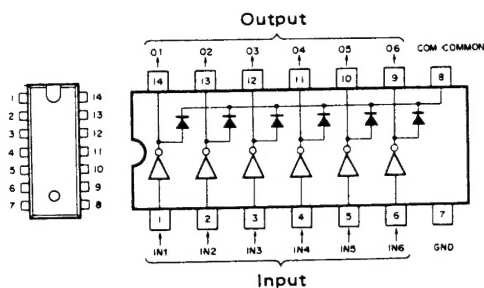 Output
O1 O2 O3 O4 O5 O6 COM COMMON
14 13 12 11 10 9 8
1 14
2 13
3 12
4 11
5 10
6 9
7 8
1 2 3 4 5 6 7
IN1 IN2 IN3 IN4 IN5 IN6 GND
Input